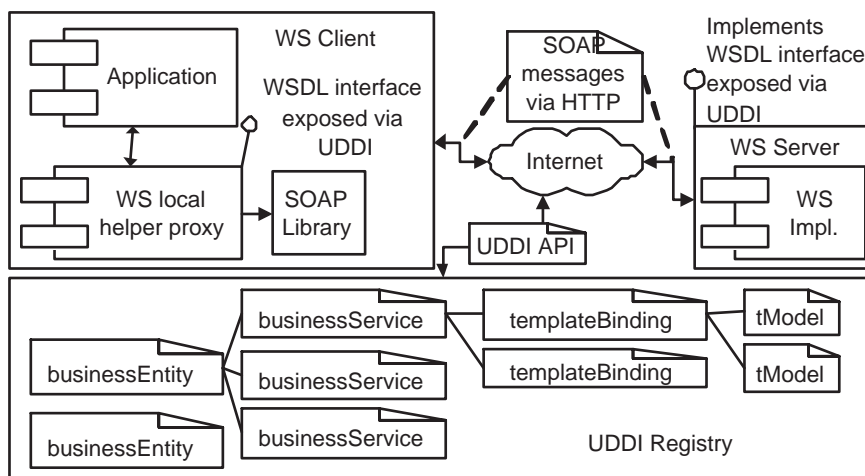 WS Client
Application
WSDL interface
exposed via
UDDI
WS local
helper proxy
SOAP
Library
SOAP
messages
via HTTP
Internet
UDDI API
Implements
WSDL interface
exposed via
UDDI
WS Server
WS
Impl.
businessEntity
businessEntity
businessService
businessService
businessService
templateBinding
templateBinding
tModel
tModel
UDDI Registry